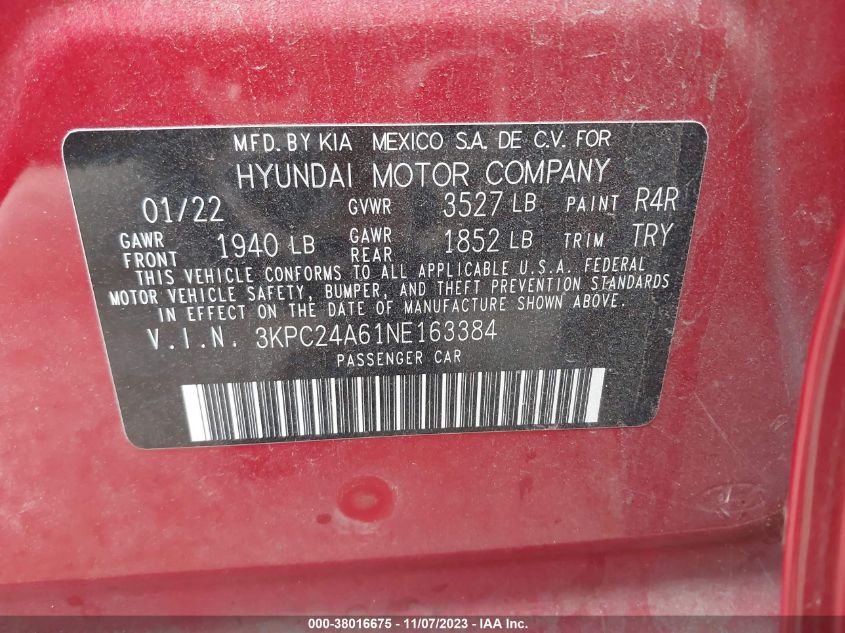 MFD. BY KIA MEXICO S.A. DE C.V. FOR
HYUNDAI MOTOR COMPANY
01/22 GVWR 3527 LB PAINT R4R
GAWR FRONT 1940 LB GAWR REAR 1852 LB TRIM TRY
THIS VEHICLE CONFORMS TO ALL APPLICABLE U.S.A. FEDERAL
MOTOR VEHICLE SAFETY, BUMPER, AND THEFT PREVENTION STANDARDS
IN EFFECT ON THE DATE OF MANUFACTURE SHOWN ABOVE.
V.I.N. 3KPC24A61NE163384
PASSENGER CAR
000-38016675 - 11/07/2023 - IAA Inc.